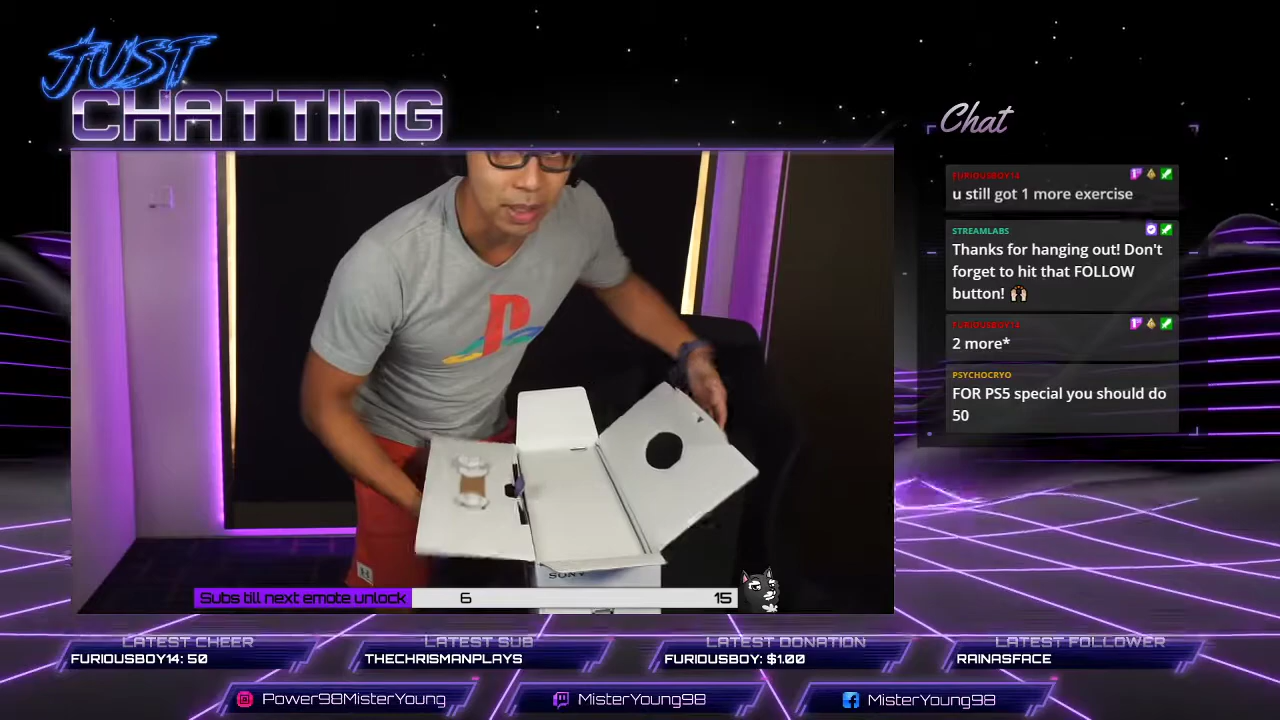 JUST
CHATTING
Chat
FURIOUSBOY14
u still got 1 more exercise
STREAMLABS
Thanks for hanging out! Don't
forget to hit that FOLLOW
button!
FURIOUSBOY14
2 more*
PSYCHOCRYO
FOR PS5 special you should do
50
SONY
Subs till next emote unlock
6
15
LATEST CHEER
FURIOUSBOY14: 50
LATEST SUB
THECHRISMANPLAYS
LATEST DONATION
FURIOUSBOY: $1.00
LATEST FOLLOWER
RAINASFACE
Power98MisterYoung
MisterYoung98
MisterYoung98